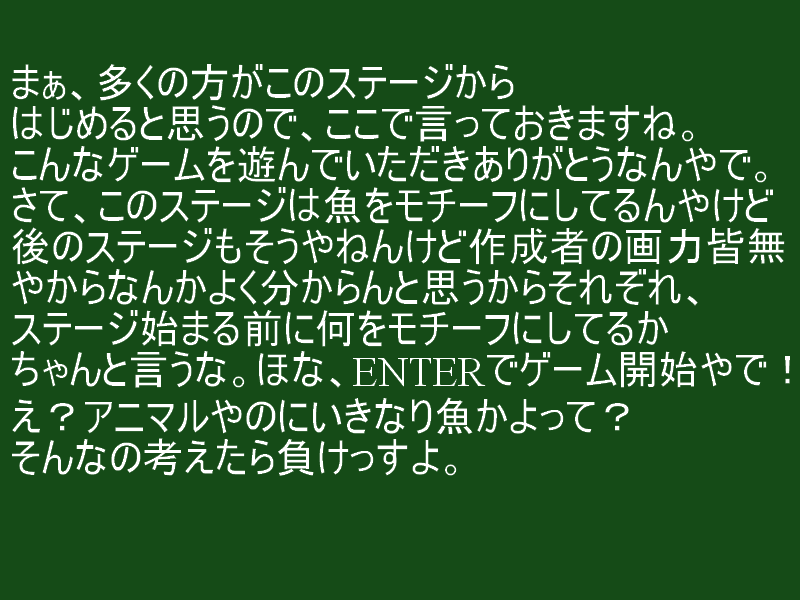 まぁ、多くの方がこのステージから
はじめると思うので、ここで言っておきますね。
こんなゲームを遊んでいただきありがとうなんやで。
さて、このステージは魚をモチーフにしてるんやけど
後のステージもそうやねんけど作成者の画力皆無
やからなんかよく分からんと思うからそれぞれ、
ステージ始まる前に何をモチーフにしてるか
ちゃんと言うな。ほな、ENTERでゲーム開始やで！
え？アニマルやのにいきなり魚かよって？
そんなの考えたら負けっすよ。